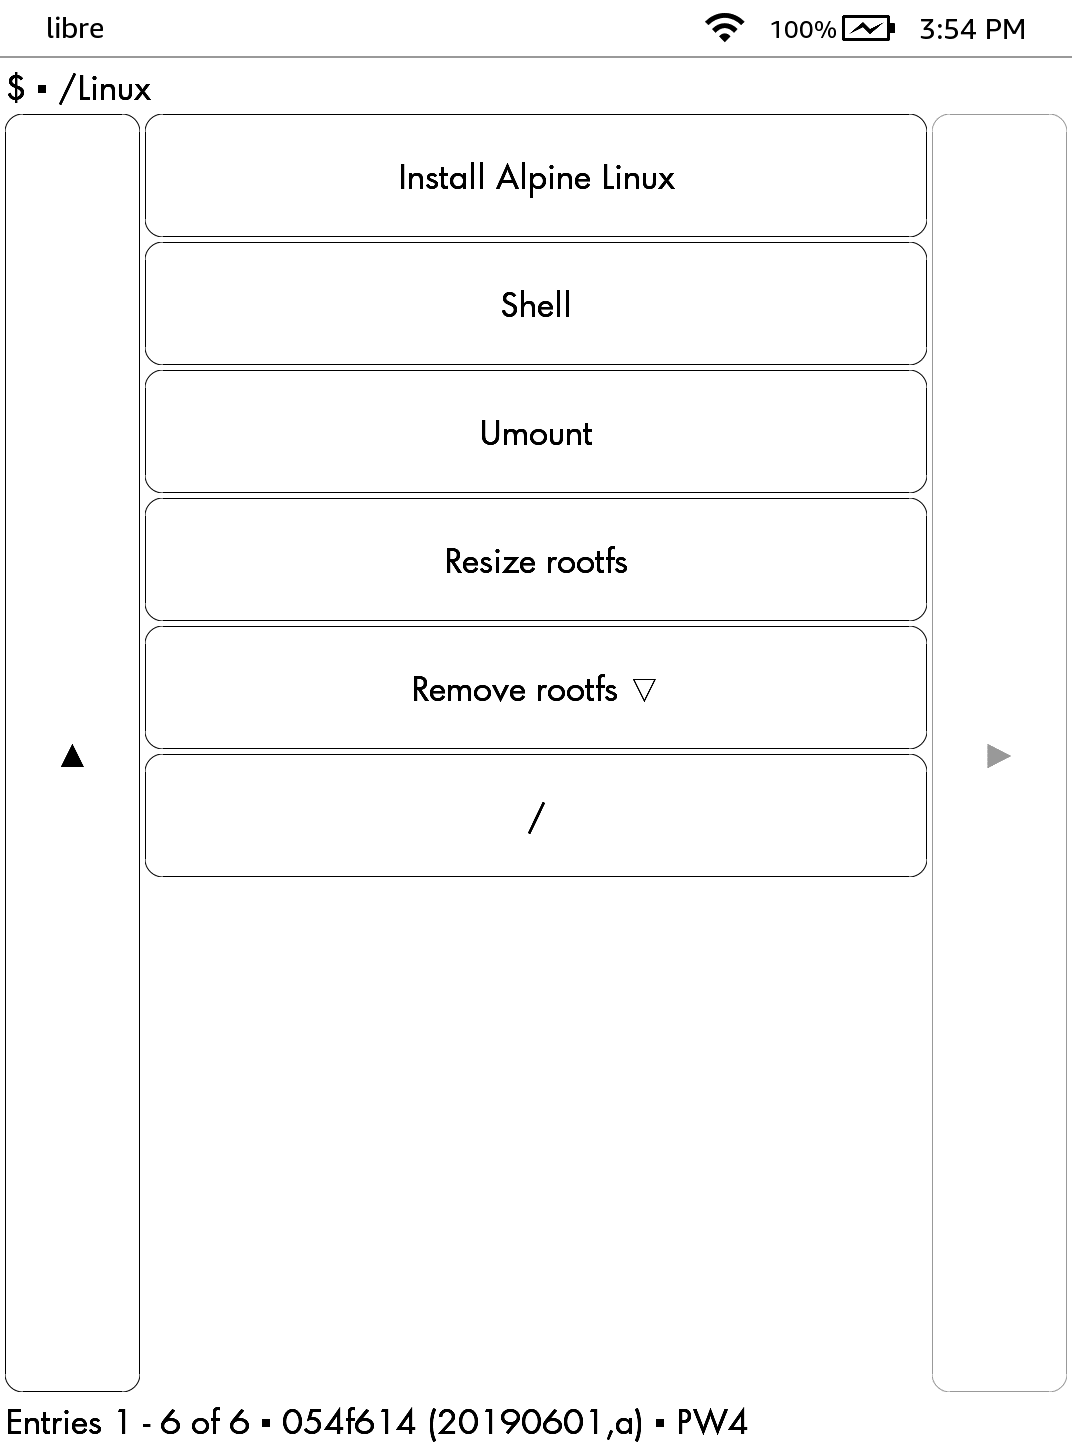 libre 100% 3:54 PM
$ ▪ /Linux
Install Alpine Linux
Shell
Umount
Resize rootfs
Remove rootfs ▽
/
Entries 1 - 6 of 6 ▪ 054f614 (20190601,a) ▪ PW4